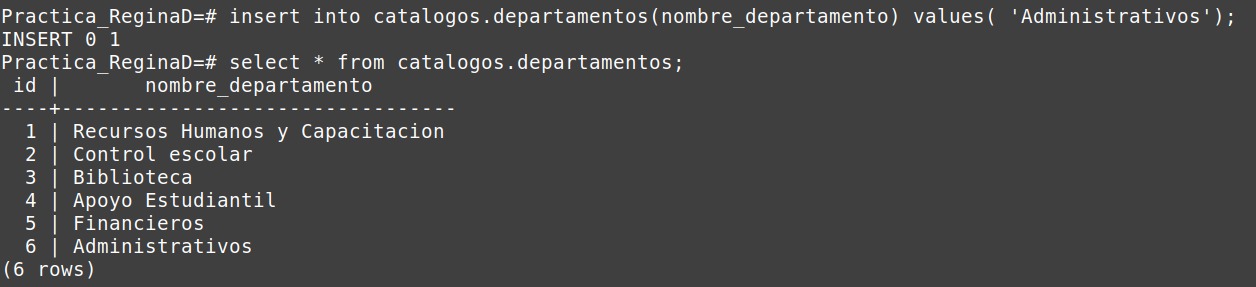 Practica_ReginaD=# insert into catalogos.departamentos(nombre_departamento) values( 'Administrativos');
INSERT 0 1
Practica_ReginaD=# select * from catalogos.departamentos;
 id |       nombre_departamento
----+---------------------------------
  1 | Recursos Humanos y Capacitacion
  2 | Control escolar
  3 | Biblioteca
  4 | Apoyo Estudiantil
  5 | Financieros
  6 | Administrativos
(6 rows)